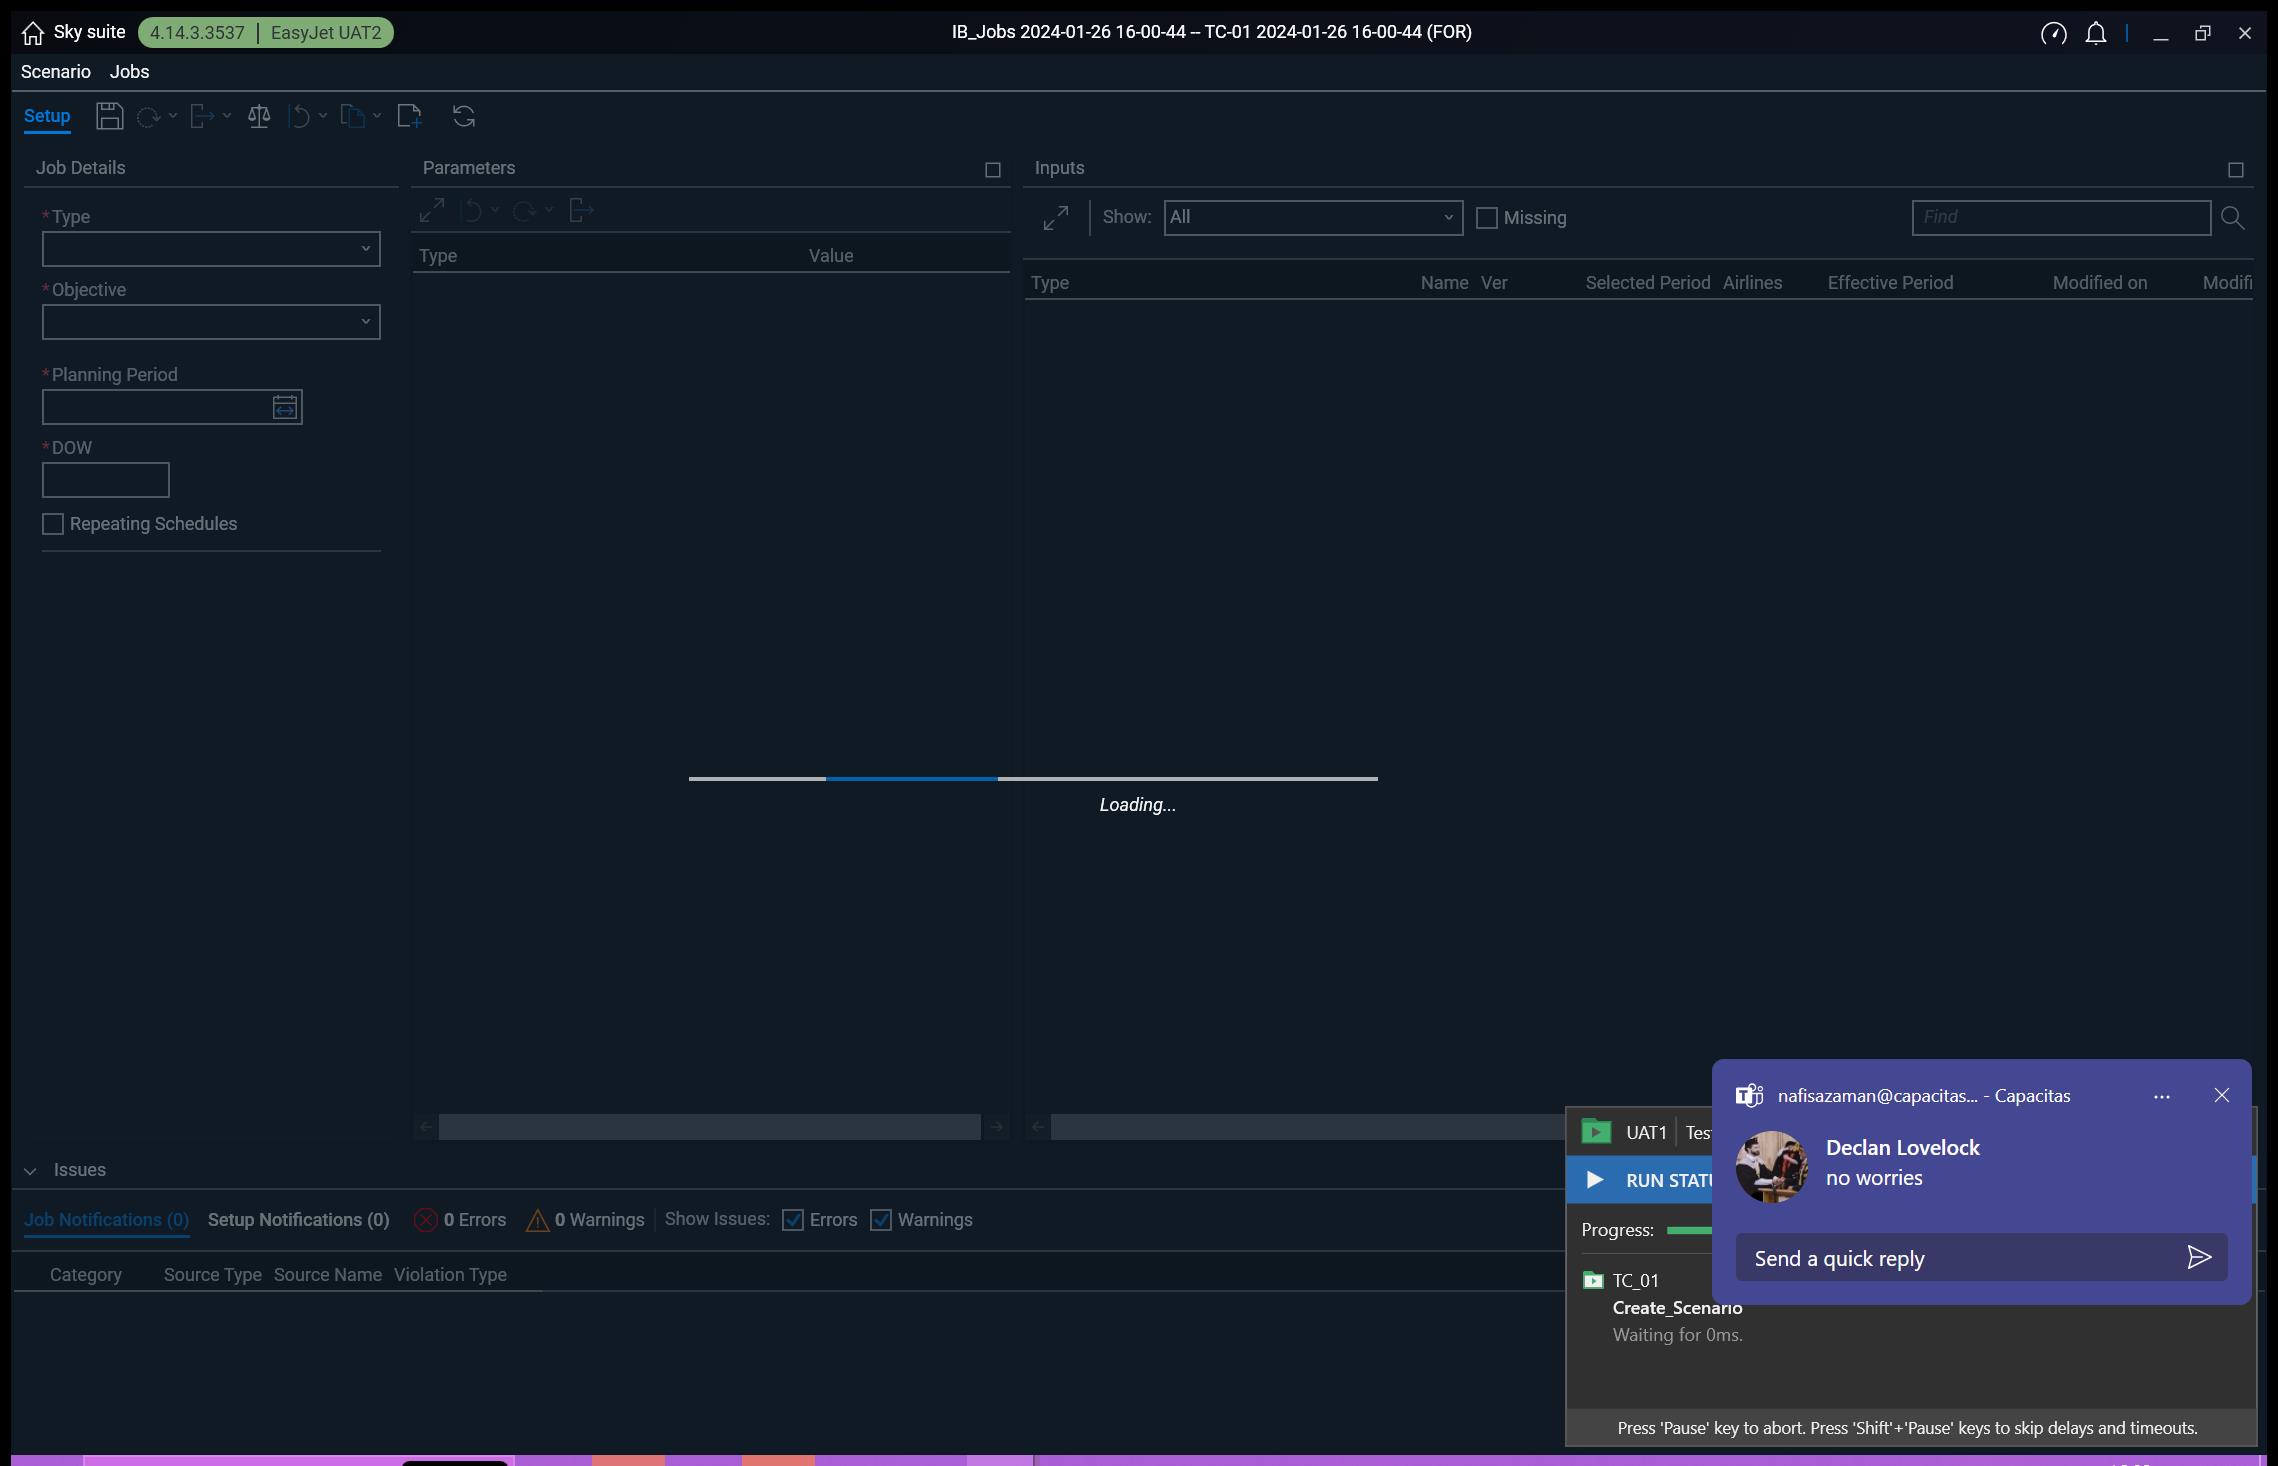 Sky suite 4.14.3.3537 | EasyJet UAT2 IB_Jobs 2024-01-26 16-00-44 -- TC-01 2024-01-26 16-00-44 (FOR)
Scenario Jobs
Setup
Job Details
*Type
*Objective
*Planning Period
*DOW
Repeating Schedules
Parameters
Type Value
Inputs
Show: All Missing Find
Type Name Ver Selected Period Airlines Effective Period Modified on Modifi
Loading...
Issues
Job Notifications (0) Setup Notifications (0) 0 Errors 0 Warnings Show Issues: Errors Warnings
Category Source Type Source Name Violation Type
nafisazaman@capacitas... - Capacitas
Declan Lovelock
no worries
Send a quick reply
UAT1 Tes
RUN STATU
Progress:
TC_01
Create_Scenario
Waiting for 0ms.
Press 'Pause' key to abort. Press 'Shift'+'Pause' keys to skip delays and timeouts.